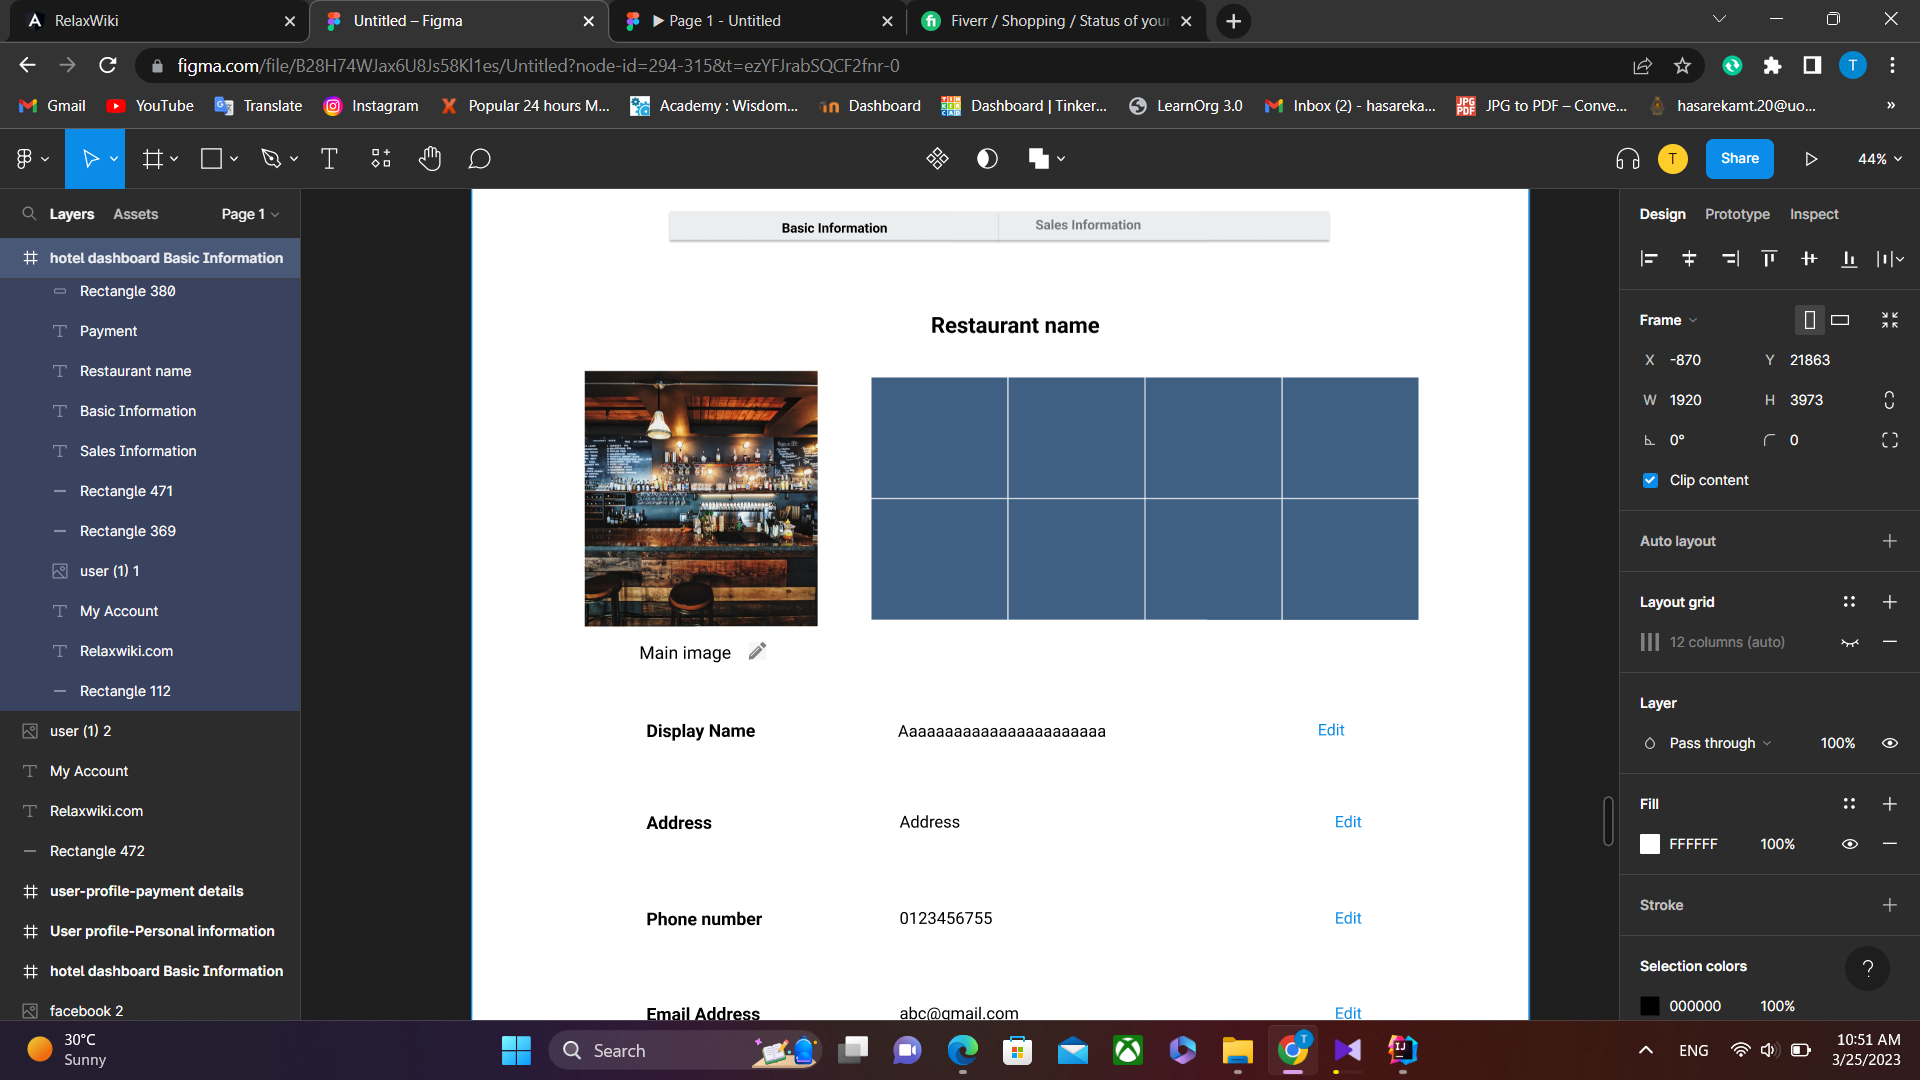 RelaxWiki
Untitled – Figma
▶ Page 1 - Untitled
Fiverr / Shopping / Status of your
figma.com/file/B28H74WJax6U8Js58Kl1es/Untitled?node-id=294-315&t=ezYFJrabSQCF2fnr-0
T
Gmail
YouTube
Translate
Instagram
Popular 24 hours M...
Academy : Wisdom...
Dashboard
Dashboard | Tinker...
LearnOrg 3.0
Inbox (2) - hasareka...
JPG to PDF – Conve...
hasarekamt.20@uo...
»
T
Share
44%
Layers
Assets
Page 1
hotel dashboard Basic Information
Rectangle 380
Payment
Restaurant name
Basic Information
Sales Information
Rectangle 471
Rectangle 369
user (1) 1
My Account
Relaxwiki.com
Rectangle 112
user (1) 2
My Account
Relaxwiki.com
Rectangle 472
user-profile-payment details
User profile-Personal information
hotel dashboard Basic Information
facebook 2
Basic Information
Sales Information
Restaurant name
Main image
Display Name
Aaaaaaaaaaaaaaaaaaaaaaa
Edit
Address
Address
Edit
Phone number
0123456755
Edit
Email Address
abc@gmail.com
Edit
Design
Prototype
Inspect
Frame
X -870
Y 21863
W 1920
H 3973
0°
0
Clip content
Auto layout
Layout grid
12 columns (auto)
Layer
Pass through
100%
Fill
FFFFFF
100%
Stroke
Selection colors
?
000000
100%
30°C
Sunny
Search
T
ENG
10:51 AM
3/25/2023